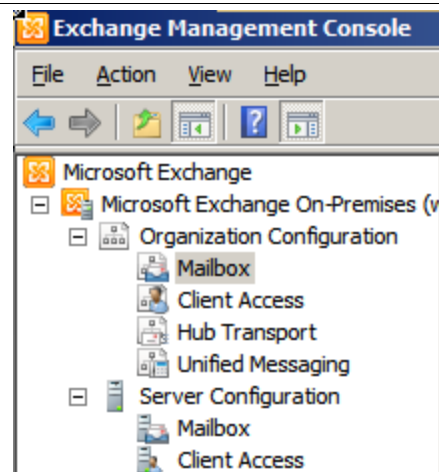 Exchange Management Console
File Action View Help
Microsoft Exchange
Microsoft Exchange On-Premises (w
Organization Configuration
Mailbox
Client Access
Hub Transport
Unified Messaging
Server Configuration
Mailbox
Client Access